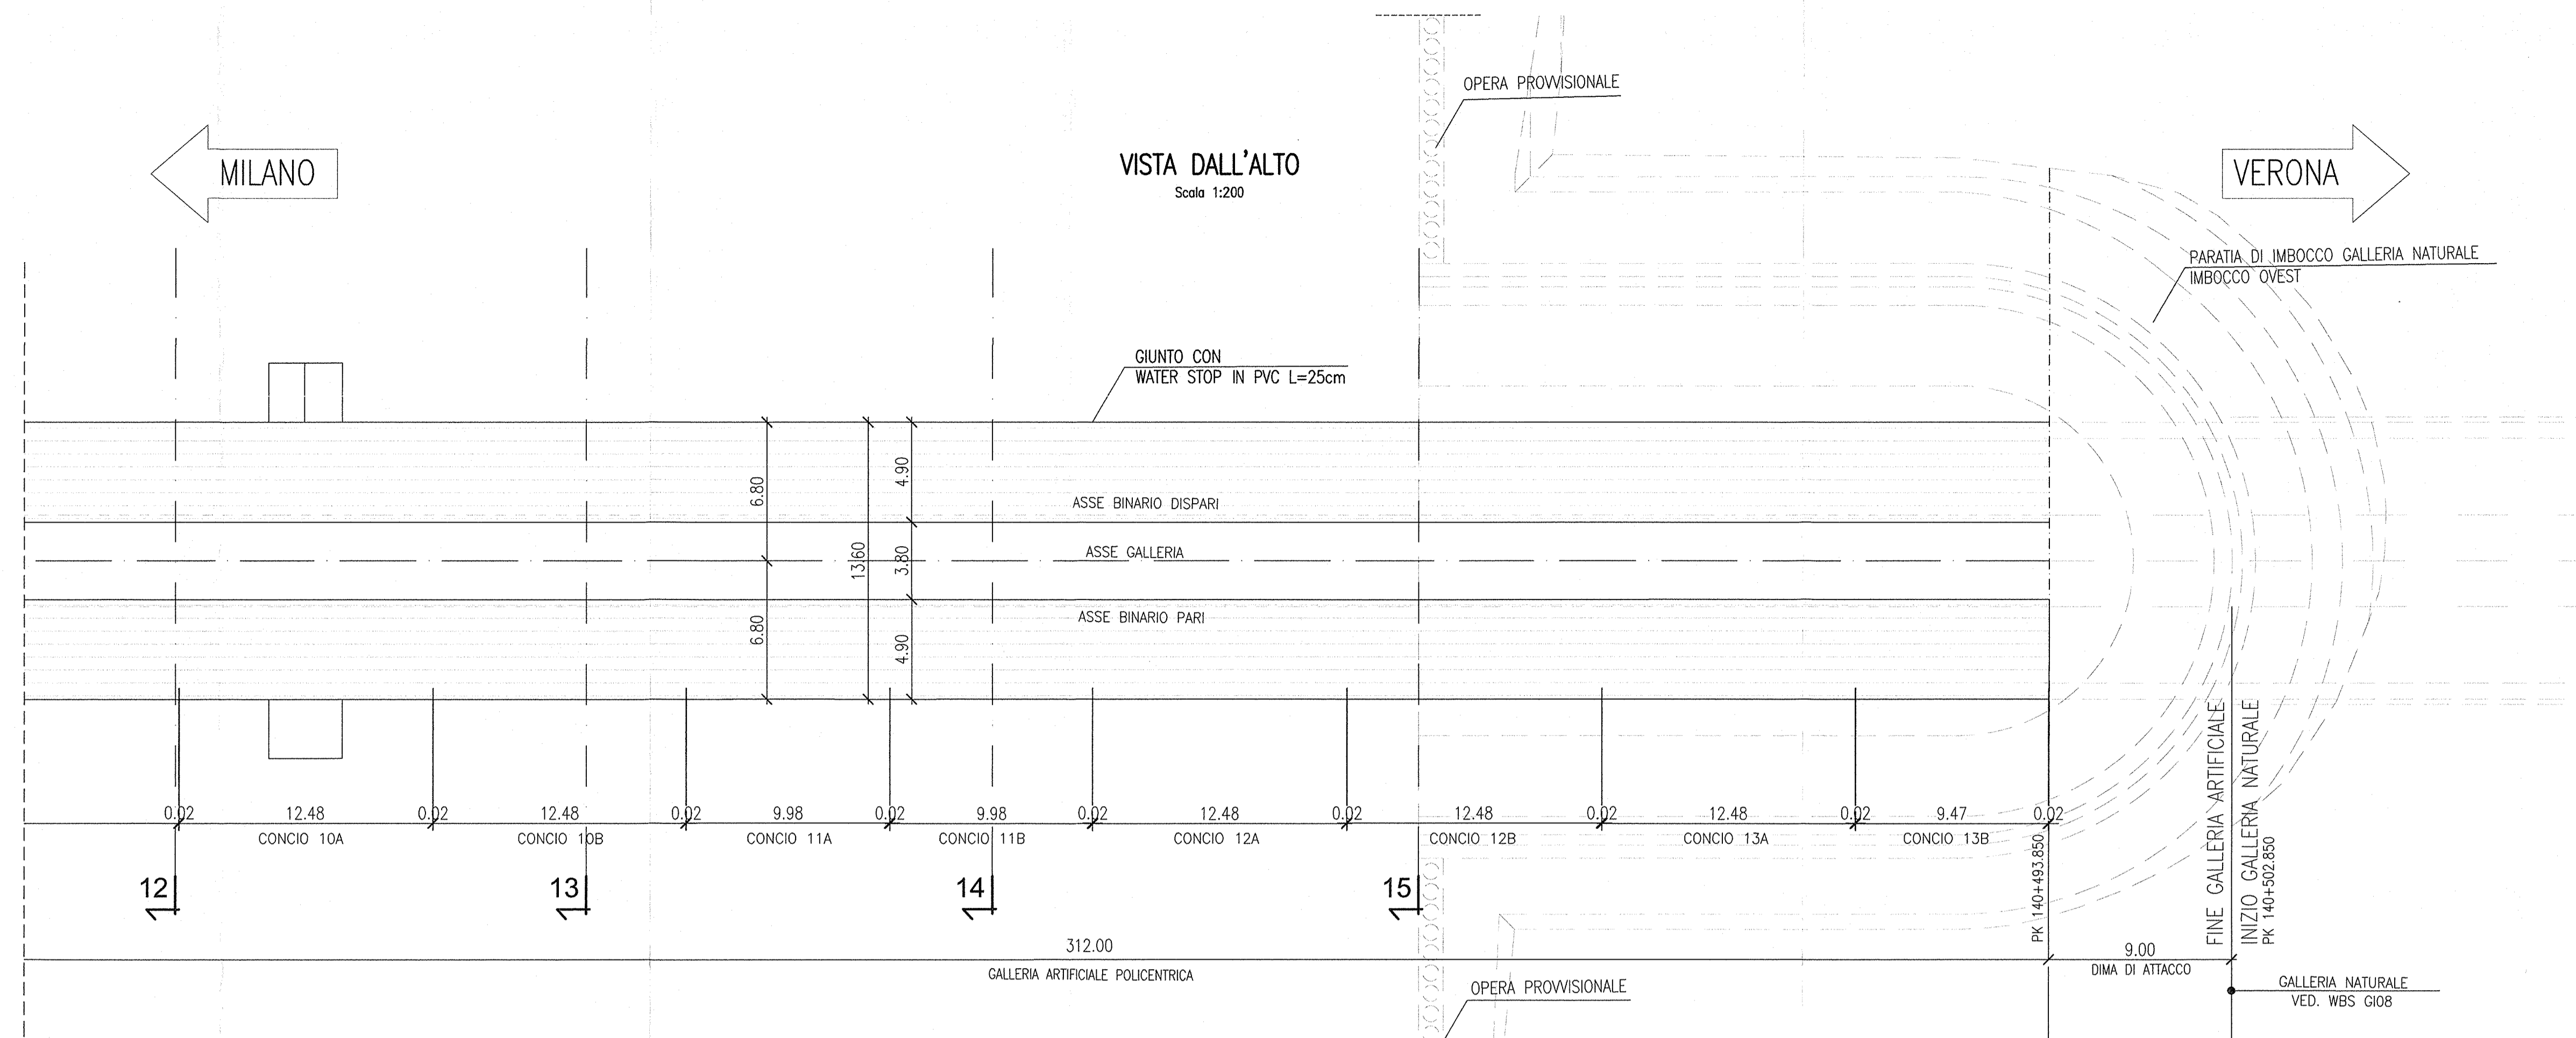 OPERA PROVVISIONALE
MILANO
VISTA DALL'ALTO
Scala 1:200
VERONA
PARATIA DI IMBOCCO GALLERIA NATURALE
IMBOCCO OVEST
GIUNTO CON
WATER STOP IN PVC L=25cm
6.80
13.60
4.90
ASSE BINARIO DISPARI
ASSE GALLERIA
3.80
ASSE BINARIO PARI
6.80
4.90
0.02 12.48 0.02 12.48 0.02 9.98 0.02 9.98 0.02 12.48 0.02 12.48 0.02 12.48 0.02 9.47 0.02
CONCIO 10A CONCIO 10B CONCIO 11A CONCIO 11B CONCIO 12A CONCIO 12B CONCIO 13A CONCIO 13B
12 13 14 15
PK 140+493.850
FINE GALLERIA ARTIFICIALE
INIZIO GALLERIA NATURALE
PK 140+502.850
312.00
GALLERIA ARTIFICIALE POLICENTRICA
9.00
DIMA DI ATTACCO
OPERA PROVVISIONALE
GALLERIA NATURALE
VED. WBS GI08